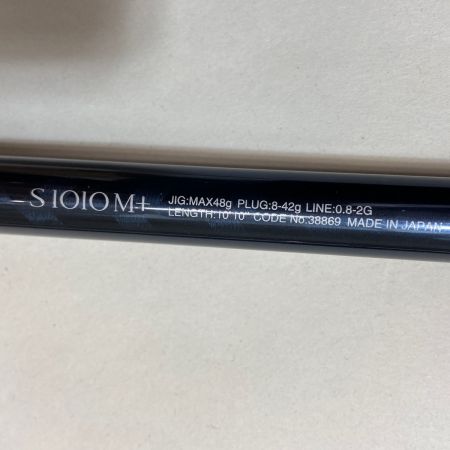 S1010M+
JIG:MAX48g PLUG:8-42g LINE:0.8-2G
LENGTH:10'10" CODE No.38869 MADE IN JAPAN